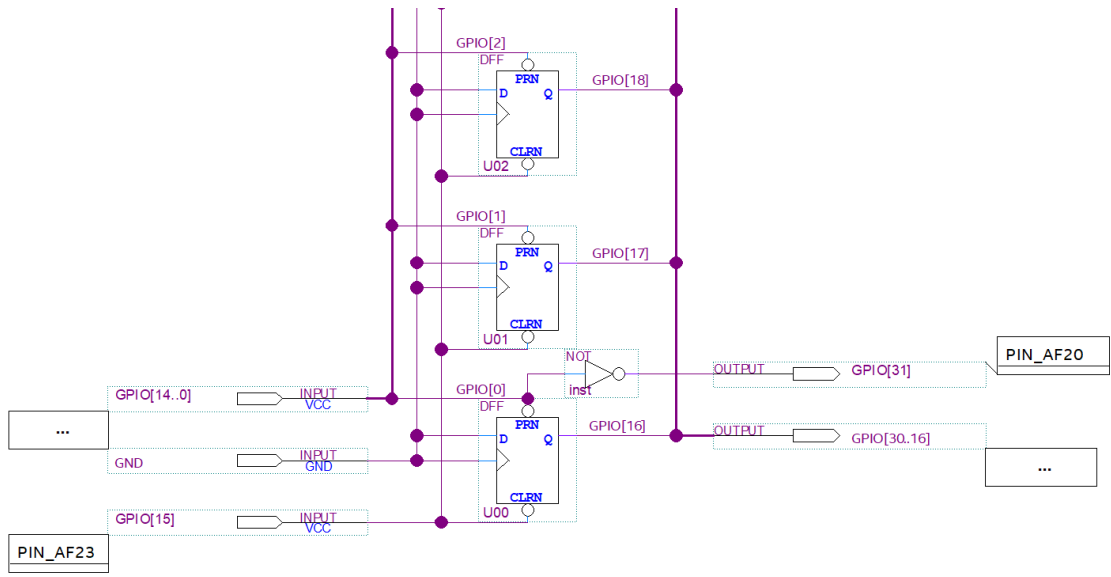 GPIO[2]
DFF
PRN
D
Q
GPIO[18]
CLRN
U02
GPIO[1]
DFF
PRN
D
Q
GPIO[17]
CLRN
U01
NOT
inst
OUTPUT
GPIO[31]
PIN_AF20
GPIO[14..0]
INPUT
VCC
...
GPIO[0]
DFF
PRN
D
Q
GPIO[16]
CLRN
U00
OUTPUT
GPIO[30..16]
...
GND
INPUT
GND
GPIO[15]
INPUT
VCC
PIN_AF23